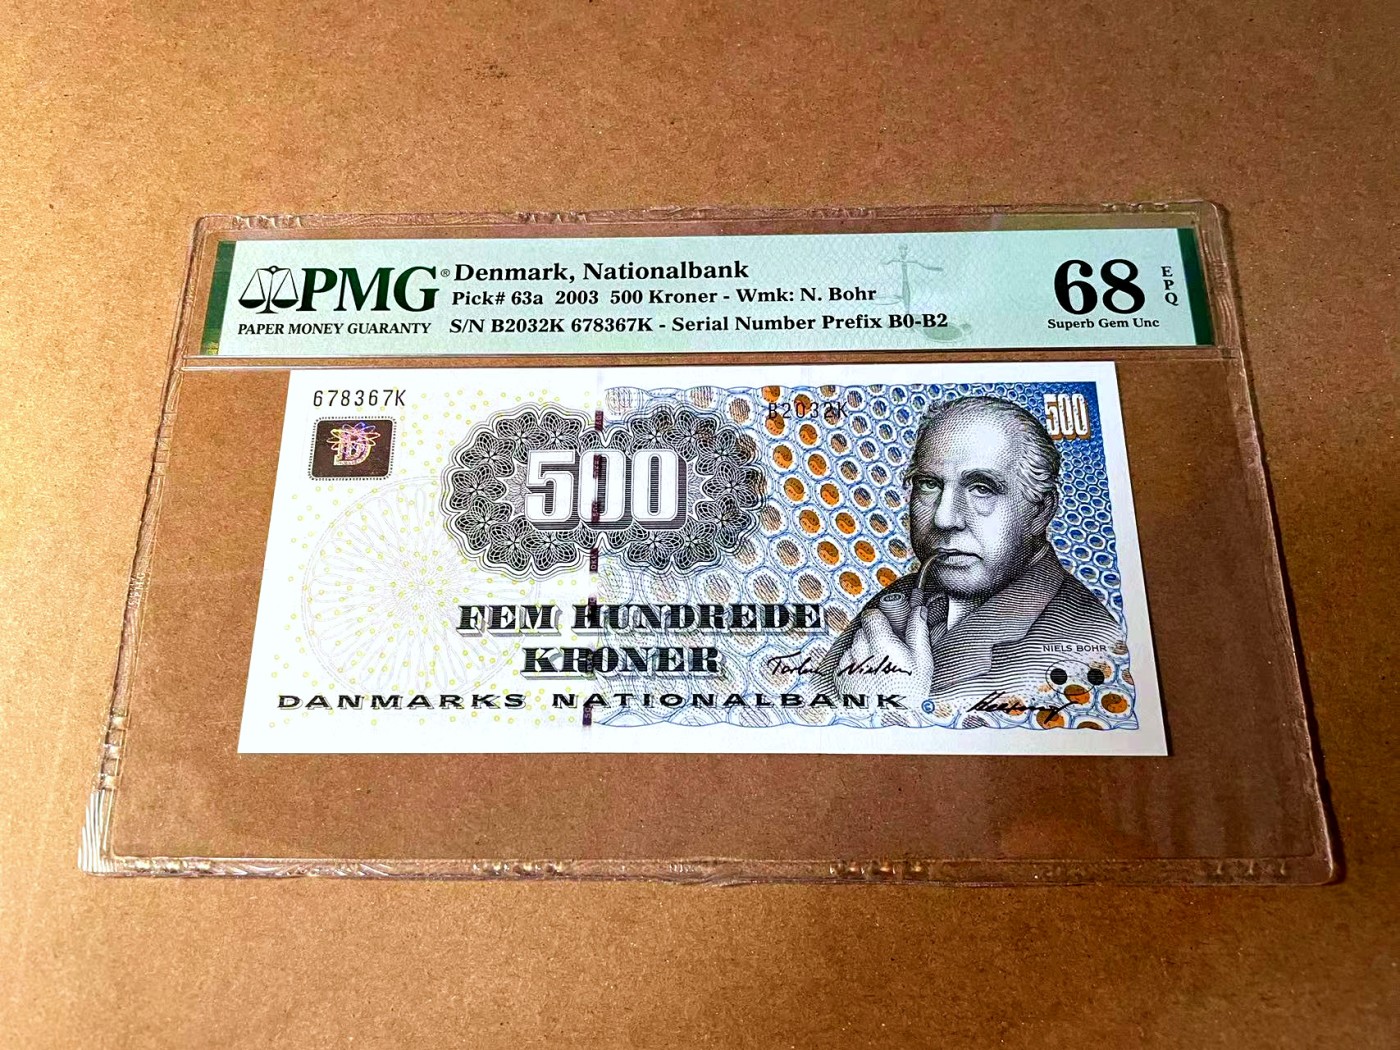 PMG®
PAPER MONEY GUARANTY
Denmark, Nationalbank
Pick# 63a 2003 500 Kroner - Wmk: N. Bohr
S/N B2032K 678367K - Serial Number Prefix B0-B2
68
EPQ
Superb Gem Unc
678367K
B2032K
500
D
500
FEM HUNDREDE
KRONER
NIELS BOHR
DANMARKS NATIONALBANK